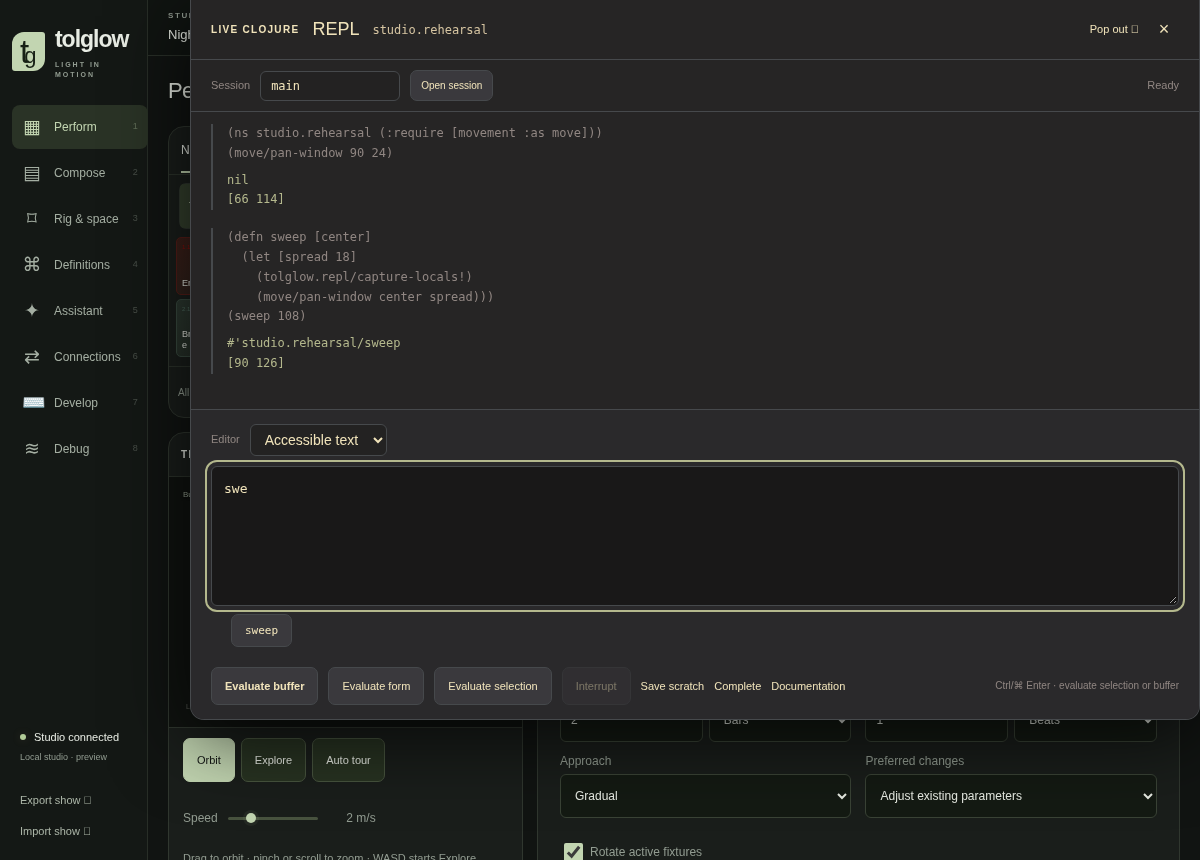 tg tolglow
LIGHT IN
MOTION
Perform 1
Compose 2
Rig & space 3
Definitions 4
Assistant 5
Connections 6
Develop 7
Debug 8
Studio connected
Local studio · preview
Export show
Import show
LIVE CLOJURE REPL studio.rehearsal
Pop out ×
Session main Open session Ready
(ns studio.rehearsal (:require [movement :as move]))
(move/pan-window 90 24)
nil
[66 114]
(defn sweep [center]
(let [spread 18]
(tolglow.repl/capture-locals!)
(move/pan-window center spread)))
(sweep 108)
#'studio.rehearsal/sweep
[90 126]
Editor Accessible text
swe
sweep
Evaluate buffer Evaluate form Evaluate selection Interrupt Save scratch Complete Documentation Ctrl/⌘ Enter · evaluate selection or buffer
2 Bars 1 Beats
Orbit Explore Auto tour
Speed 2 m/s
Drag to orbit · pinch or scroll to zoom · WASD starts Explore
Approach Preferred changes
Gradual Adjust existing parameters
Rotate active fixtures